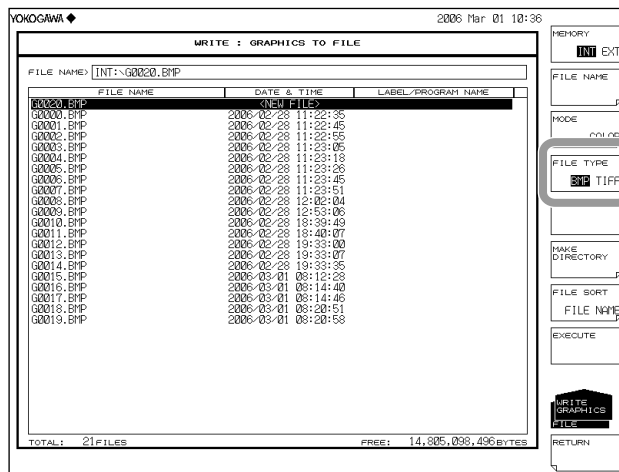 YOKOGAWA ◆ 2006 Mar 01 10:36
WRITE : GRAPHICS TO FILE
FILE NAME> INT:\G0020.BMP
FILE NAME DATE & TIME LABEL/PROGRAM NAME
G0020.BMP <NEW FILE>
G0000.BMP 2006/02/28 11:22:35
G0001.BMP 2006/02/28 11:22:45
G0002.BMP 2006/02/28 11:22:55
G0003.BMP 2006/02/28 11:23:05
G0004.BMP 2006/02/28 11:23:18
G0005.BMP 2006/02/28 11:23:26
G0006.BMP 2006/02/28 11:23:45
G0007.BMP 2006/02/28 11:23:51
G0008.BMP 2006/02/28 12:02:04
G0009.BMP 2006/02/28 12:53:06
G0010.BMP 2006/02/28 18:39:49
G0011.BMP 2006/02/28 18:40:07
G0012.BMP 2006/02/28 19:33:00
G0013.BMP 2006/02/28 19:33:07
G0014.BMP 2006/02/28 19:33:35
G0015.BMP 2006/03/01 08:12:28
G0016.BMP 2006/03/01 08:14:40
G0017.BMP 2006/03/01 08:14:46
G0018.BMP 2006/03/01 08:20:51
G0019.BMP 2006/03/01 08:20:58
TOTAL: 21FILES FREE: 14,805,098,496BYTES
MEMORY
INT EXT
FILE NAME
MODE
COLOR
FILE TYPE
BMP TIFF
MAKE
DIRECTORY
FILE SORT
FILE NAME
EXECUTE
WRITE
GRAPHICS
FILE
RETURN